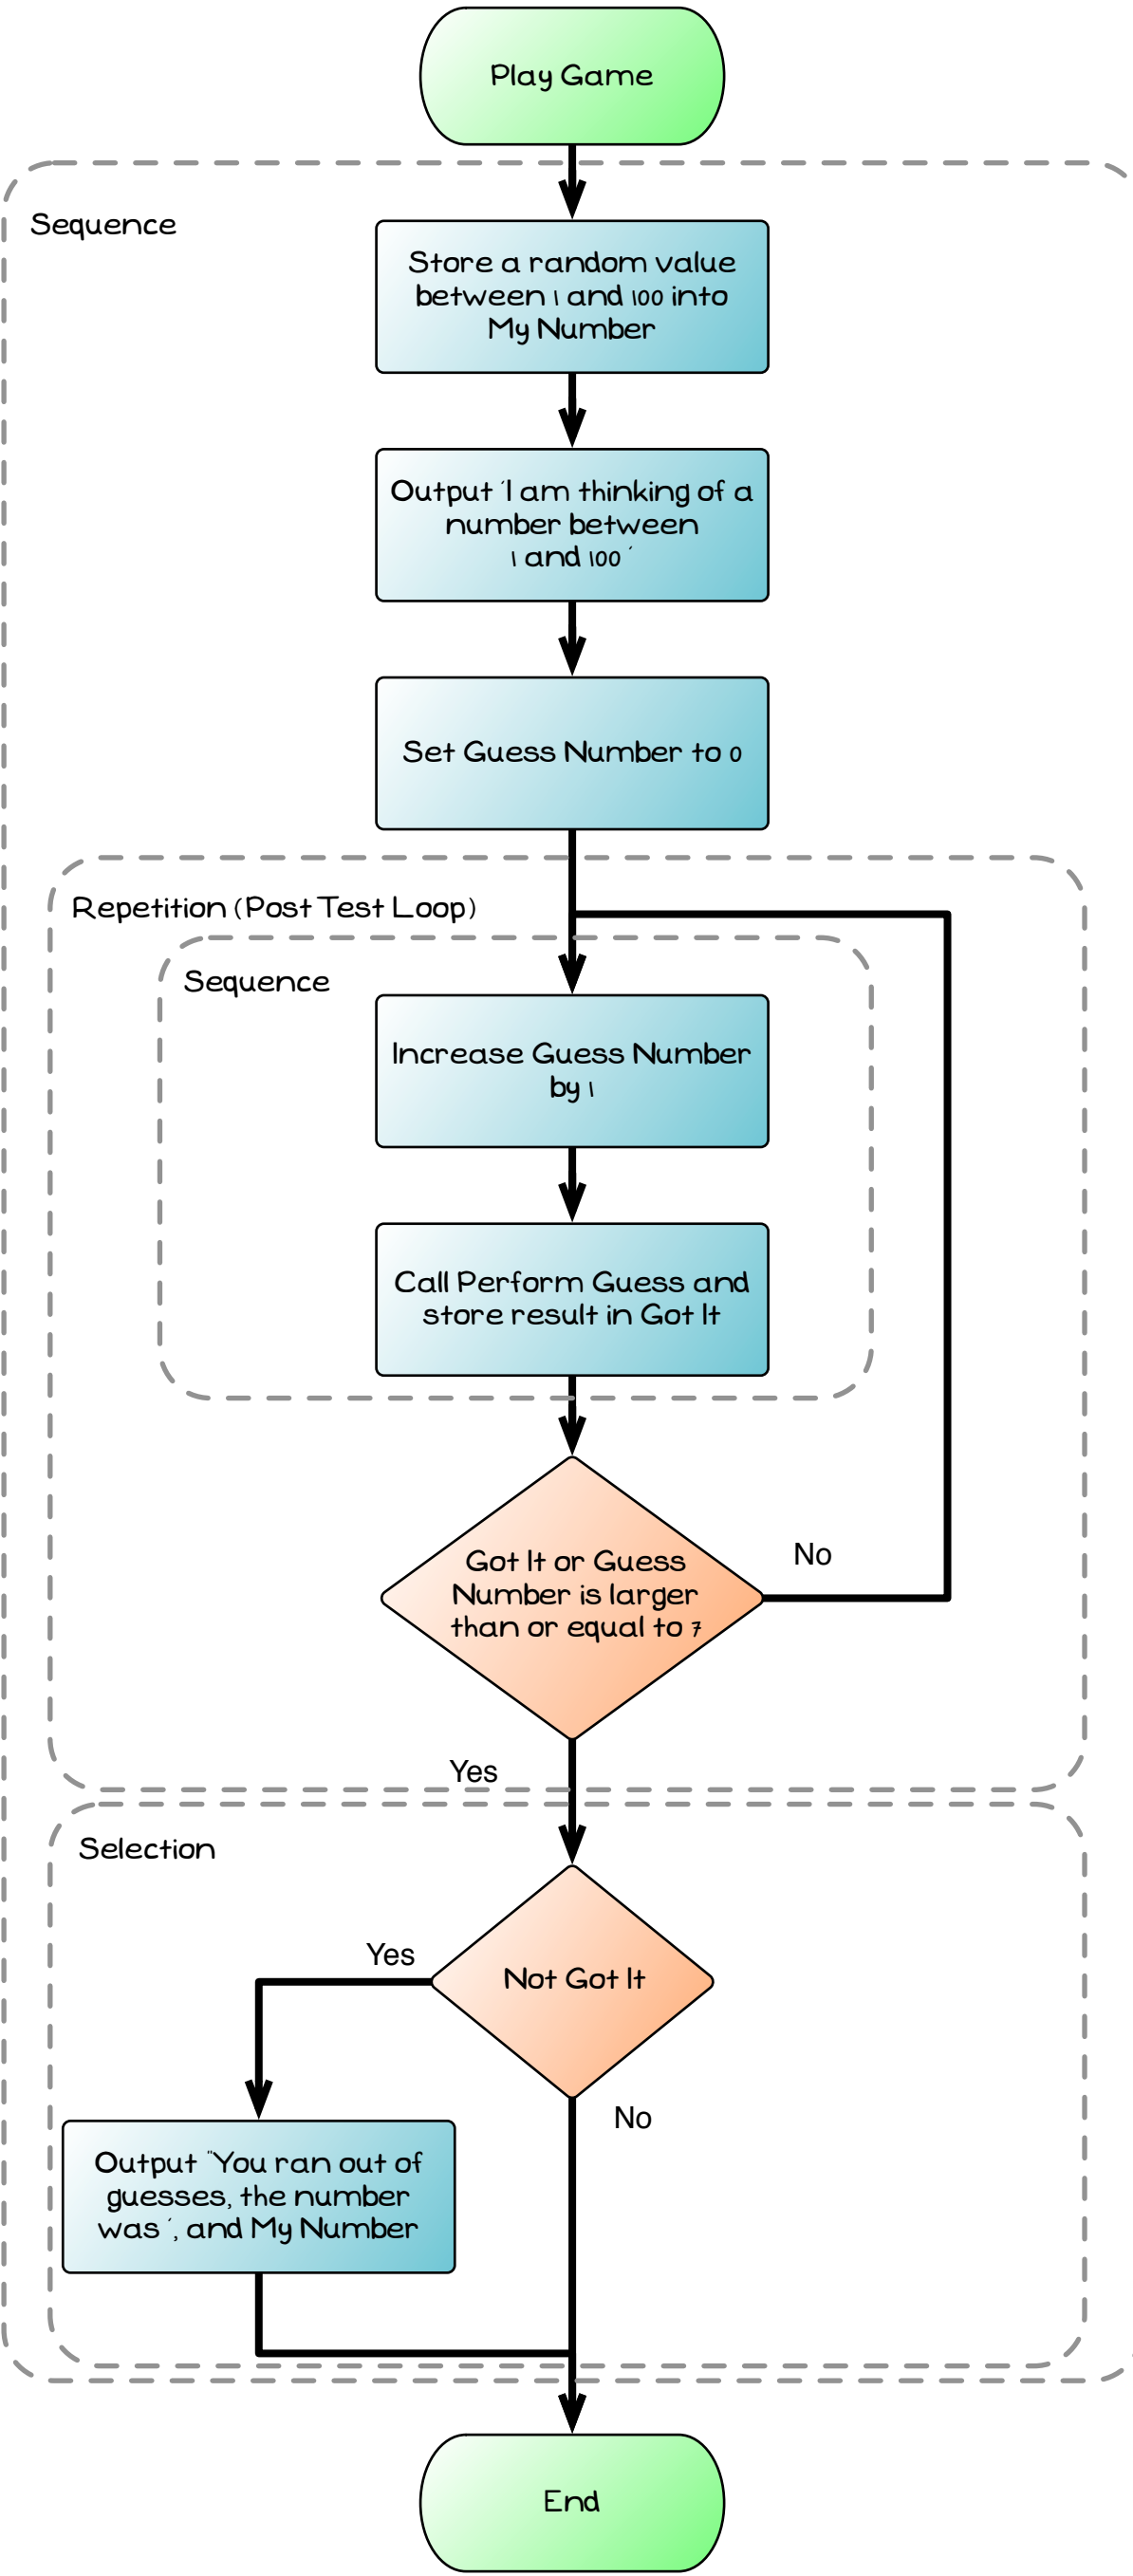 Play Game
Sequence
Store a random value
between 1 and 100 into
My Number
Output 'I am thinking of a
number between
1 and 100 '
Set Guess Number to 0
Repetition (Post Test Loop)
Sequence
Increase Guess Number
by 1
Call Perform Guess and
store result in Got It
Got It or Guess
Number is larger
than or equal to 7
No
Yes
Selection
Not Got It
Yes
No
Output "You ran out of
guesses, the number
was ', and My Number
End